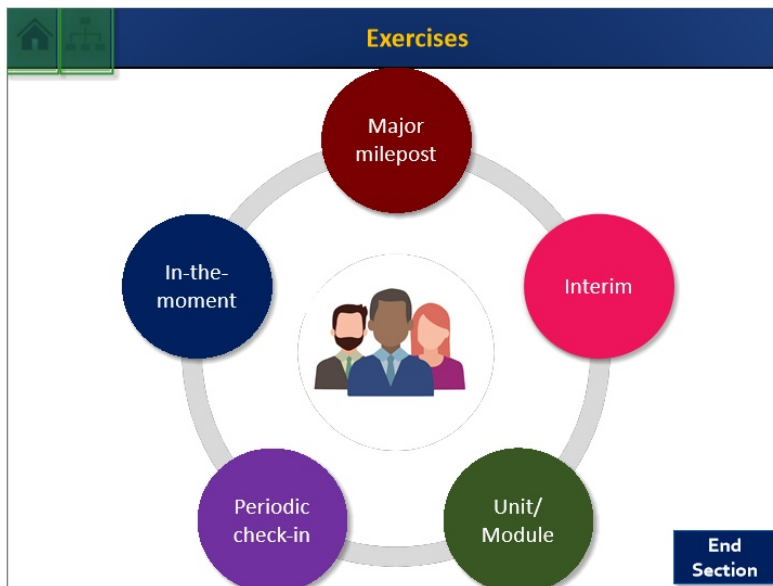 Exercises
Major
milepost
In-the-
moment
Interim
Periodic
check-in
Unit/
Module
End
Section